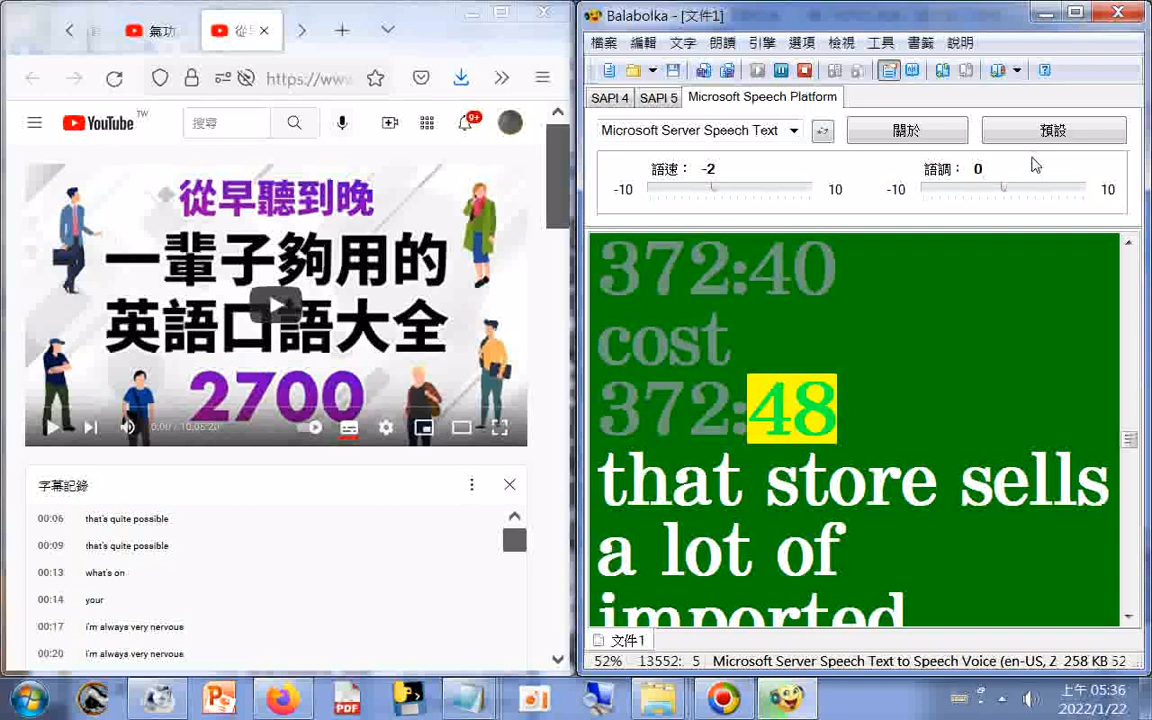 氣功
從
https://www
YouTube TW
搜尋
9+
從早聽到晚
一輩子夠用的
英語口語大全
2700
0:00 / 10:05:20
字幕記錄
00:06 that's quite possible
00:09 that's quite possible
00:13 what's on
00:14 your
00:17 i'm always very nervous
00:20 i'm always very nervous
Balabolka - [文件1]
檔案 編輯 文字 朗讀 引擎 選項 檢視 工具 書籤 說明
SAPI 4 SAPI 5 Microsoft Speech Platform
Microsoft Server Speech Text 關於 預設
語速： -2 語調： 0
-10 10 -10 10
372:40
cost
372:48
that store sells
a lot of
imported
文件1
52% 13552: 5 Microsoft Server Speech Text to Speech Voice (en-US, Z 258 KB 52
PDF
上午 05:36
2022/1/22